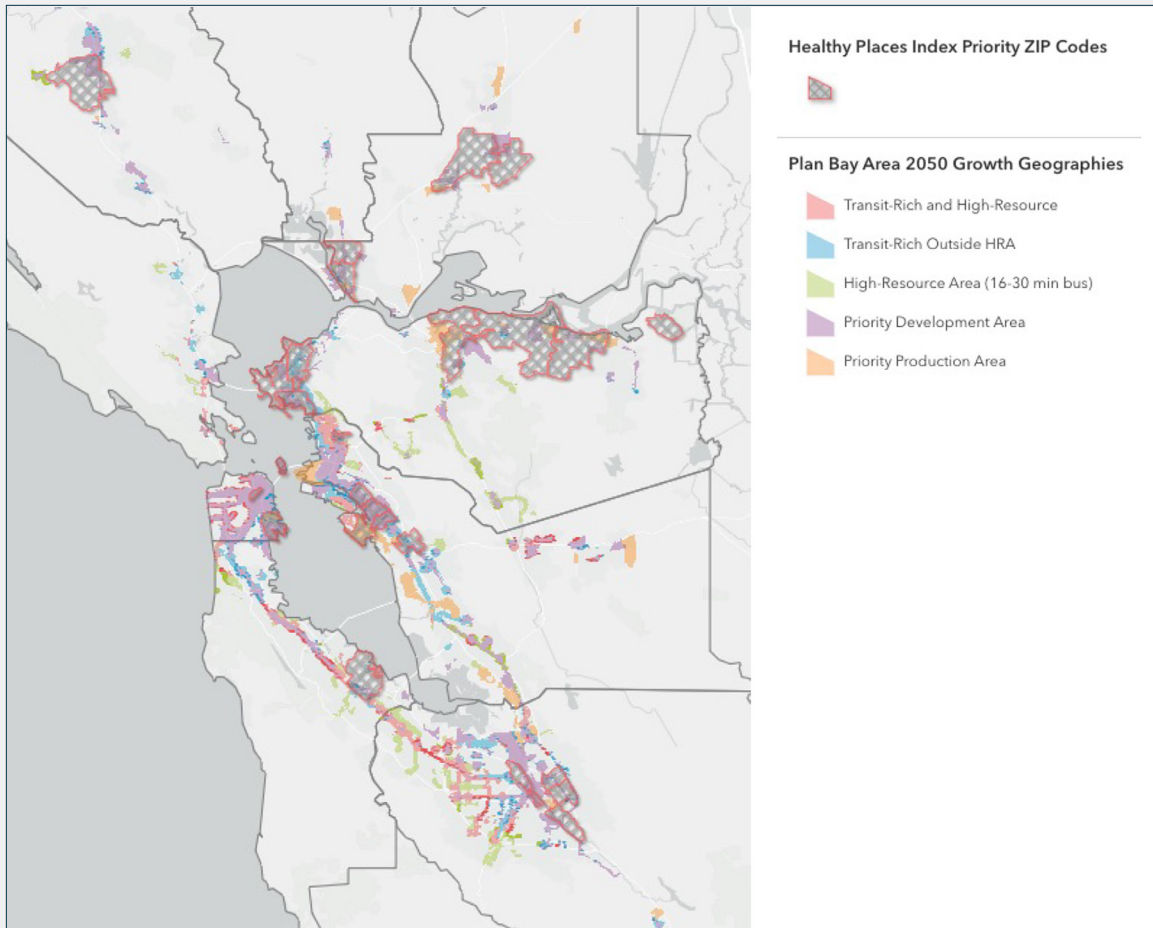 Healthy Places Index Priority ZIP Codes
Plan Bay Area 2050 Growth Geographies
Transit-Rich and High-Resource
Transit-Rich Outside HRA
High-Resource Area (16-30 min bus)
Priority Development Area
Priority Production Area